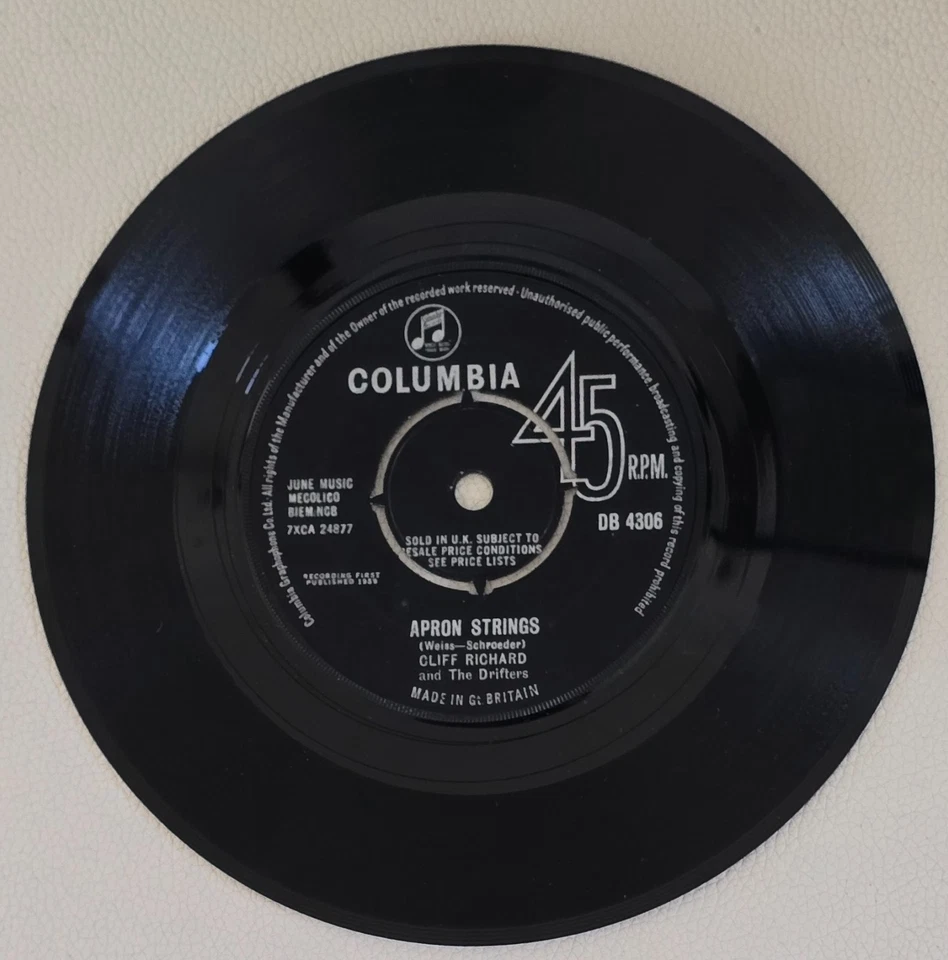 Columbia Graphophone Co. Ltd. All rights of the Manufacturer and of the Owner of the recorded work reserved - Unauthorised public performance, broadcasting and copying of this record prohibited
COLUMBIA
45
R.P.M.
JUNE MUSIC
MECOLICO
BIEM.NCB
7XCA 24877
DB 4306
SOLD IN U.K. SUBJECT TO
RESALE PRICE CONDITIONS
SEE PRICE LISTS
RECORDING FIRST
PUBLISHED
APRON STRINGS
(Weiss—Schroeder)
CLIFF RICHARD
and The Drifters
MADE IN Gt BRITAIN